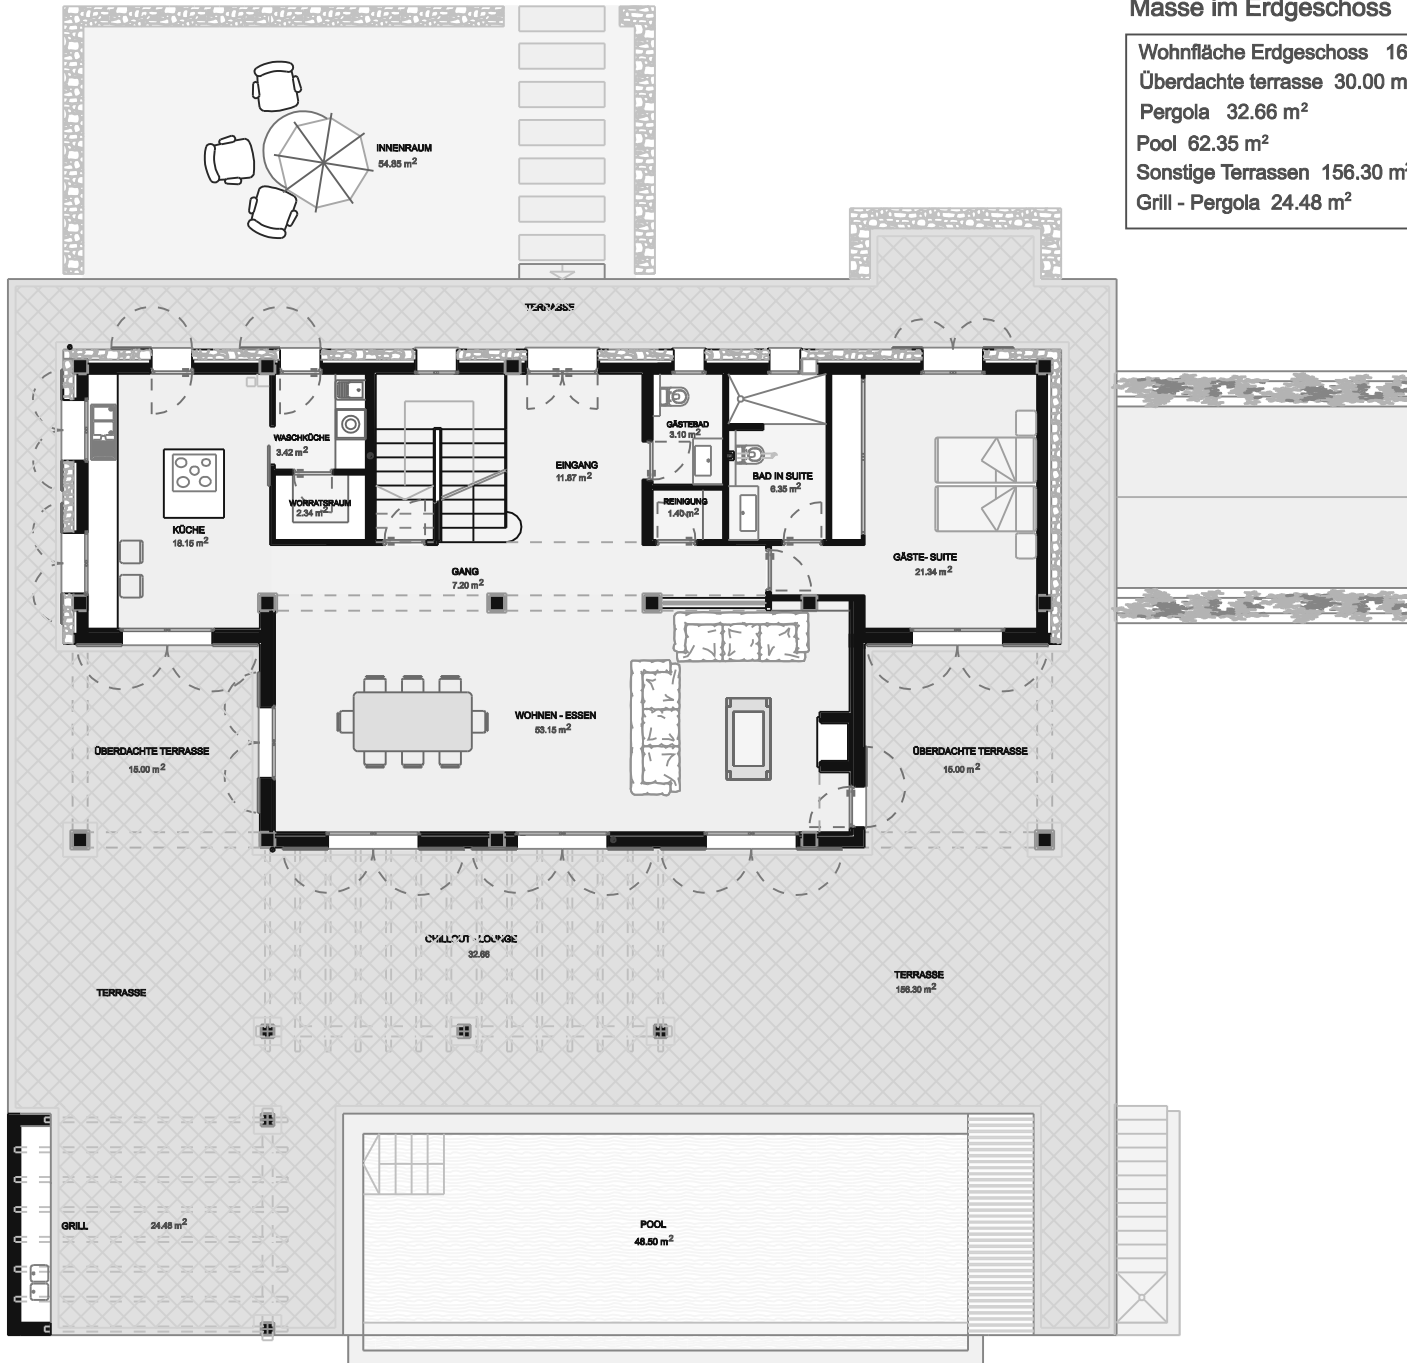 Masse im Erdgeschoss
Wohnfläche Erdgeschoss 16
Überdachte terrasse 30.00 m
Pergola 32.66 m²
Pool 62.35 m²
Sonstige Terrassen 156.30 m²
Grill - Pergola 24.48 m²
INNENRAUM
54.85 m²
TERRASSE
WASCHKÜCHE
3.42 m²
WORRATSRAUM
2.34 m²
KÜCHE
18.15 m²
EINGANG
11.67 m²
GÄSTEBAD
3.10 m²
BAD IN SUITE
6.35 m²
REINIGUNG
1.40 m²
GANG
7.20 m²
GÄSTE- SUITE
21.34 m²
WOHNEN - ESSEN
53.15 m²
ÜBERDACHTE TERRASSE
15.00 m²
ÜBERDACHTE TERRASSE
15.00 m²
CHILLOUT - LOUNGE
32.66
TERRASSE
TERRASSE
156.30 m²
GRILL 24.48 m²
POOL
48.50 m²